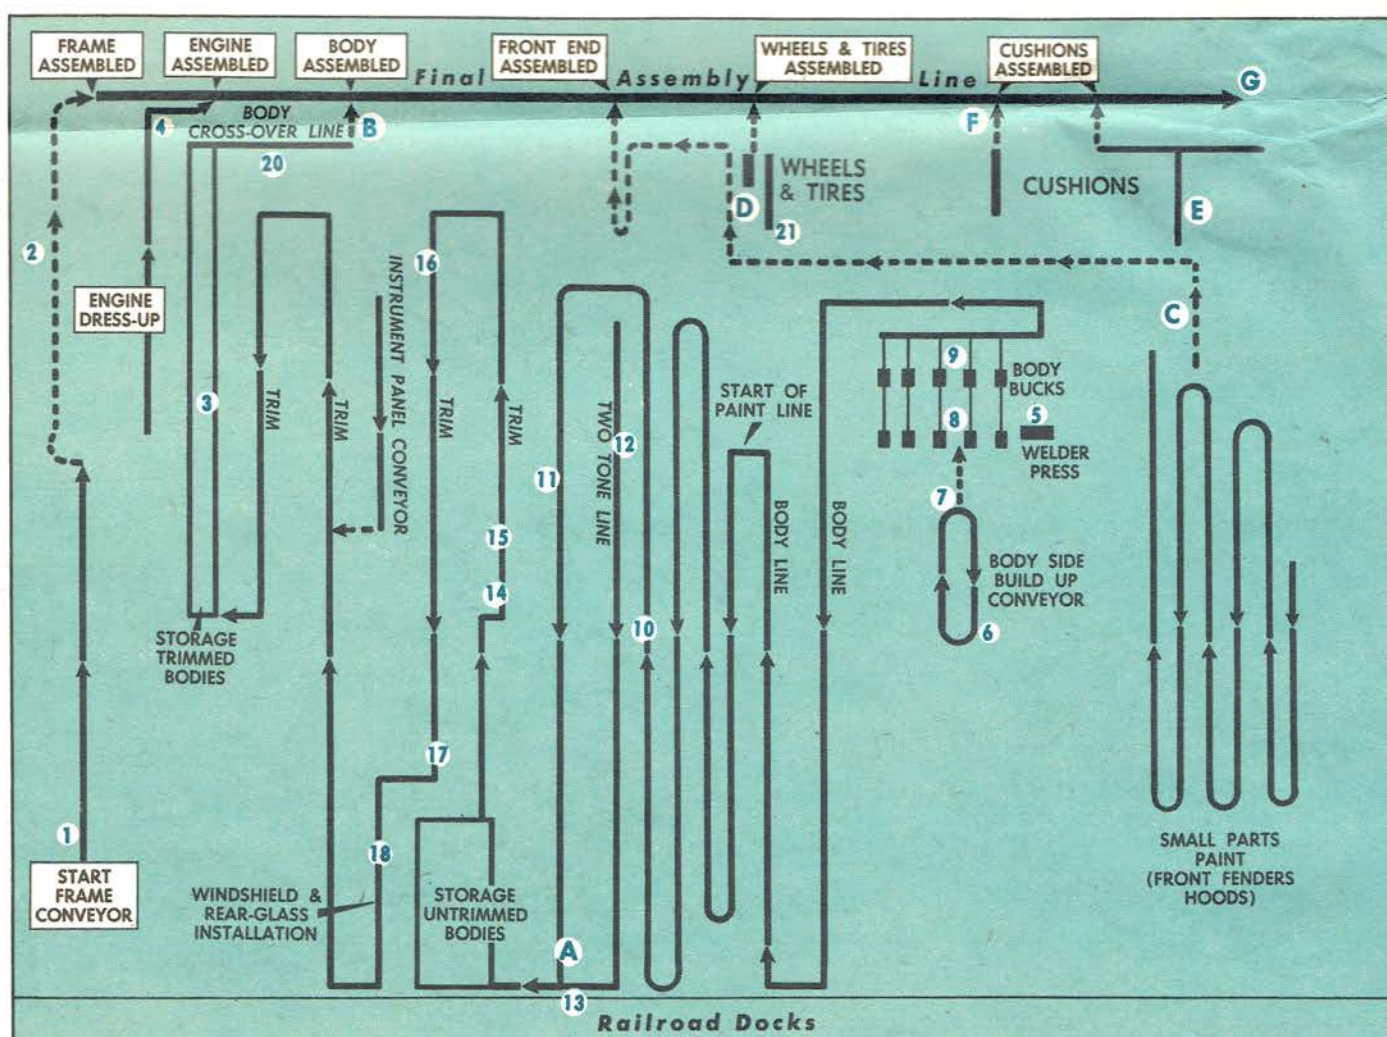 FRAME
ASSEMBLED
ENGINE
ASSEMBLED
BODY
ASSEMBLED
FRONT END
ASSEMBLED
WHEELS & TIRES
ASSEMBLED
CUSHIONS
ASSEMBLED
Final Assembly Line
G
4
BODY
CROSS-OVER LINE
B
20
F
WHEELS
& TIRES
D
21
CUSHIONS
E
2
ENGINE
DRESS-UP
3
TRIM
TRIM
INSTRUMENT PANEL CONVEYOR
16
TRIM
TRIM
C
9
BODY
BUCKS
8
5
WELDER
PRESS
START OF
PAINT LINE
11
TWO TONE LINE
12
7
BODY LINE
BODY LINE
15
14
BODY SIDE
BUILD UP
CONVEYOR
6
10
STORAGE
TRIMMED
BODIES
17
1
18
START
FRAME
CONVEYOR
WINDSHIELD &
REAR-GLASS
INSTALLATION
STORAGE
UNTRIMMED
BODIES
A
13
SMALL PARTS
PAINT
(FRONT FENDERS
HOODS)
Railroad Docks